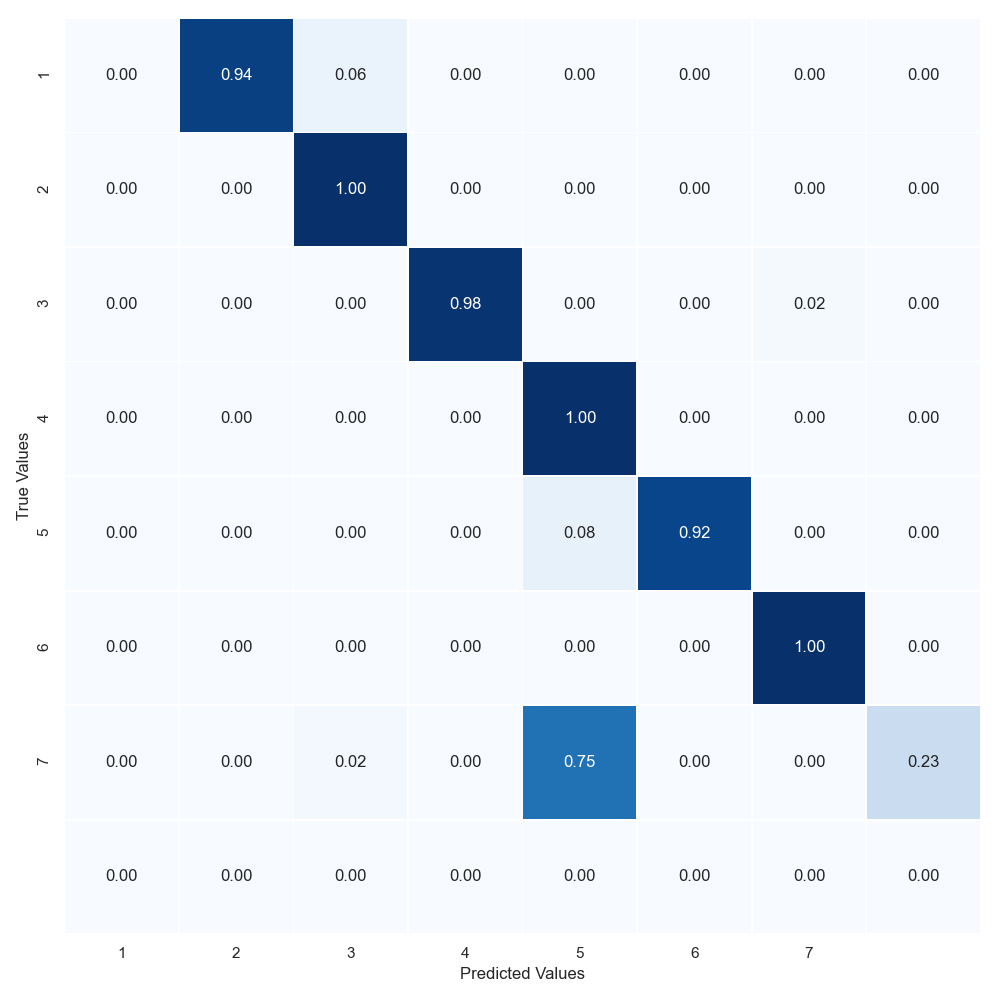 1 0.00 0.94 0.06 0.00 0.00 0.00 0.00 0.00
2 0.00 0.00 1.00 0.00 0.00 0.00 0.00 0.00
3 0.00 0.00 0.00 0.98 0.00 0.00 0.02 0.00
4 0.00 0.00 0.00 0.00 1.00 0.00 0.00 0.00
True Values
5 0.00 0.00 0.00 0.00 0.08 0.92 0.00 0.00
6 0.00 0.00 0.00 0.00 0.00 0.00 1.00 0.00
7 0.00 0.00 0.02 0.00 0.75 0.00 0.00 0.23
0.00 0.00 0.00 0.00 0.00 0.00 0.00 0.00
1 2 3 4 5 6 7
Predicted Values